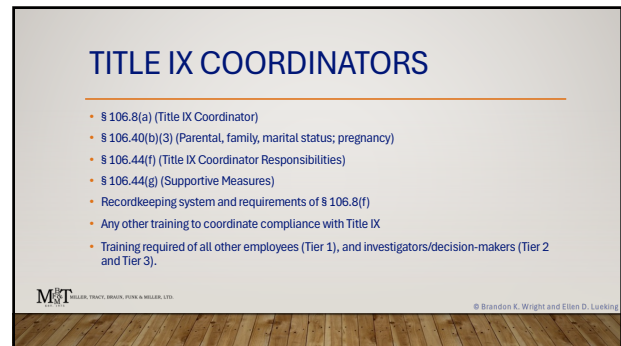 TITLE IX COORDINATORS
• § 106.8(a) (Title IX Coordinator)
• § 106.40(b)(3) (Parental, family, marital status; pregnancy)
• § 106.44(f) (Title IX Coordinator Responsibilities)
• § 106.44(g) (Supportive Measures)
• Recordkeeping system and requirements of § 106.8(f)
• Any other training to coordinate compliance with Title IX
• Training required of all other employees (Tier 1), and investigators/decision-makers (Tier 2
and Tier 3).
MILLER, TRACY, BRAUN, FUNK & MILLER, LTD.
© Brandon K. Wright and Ellen D. Lueking